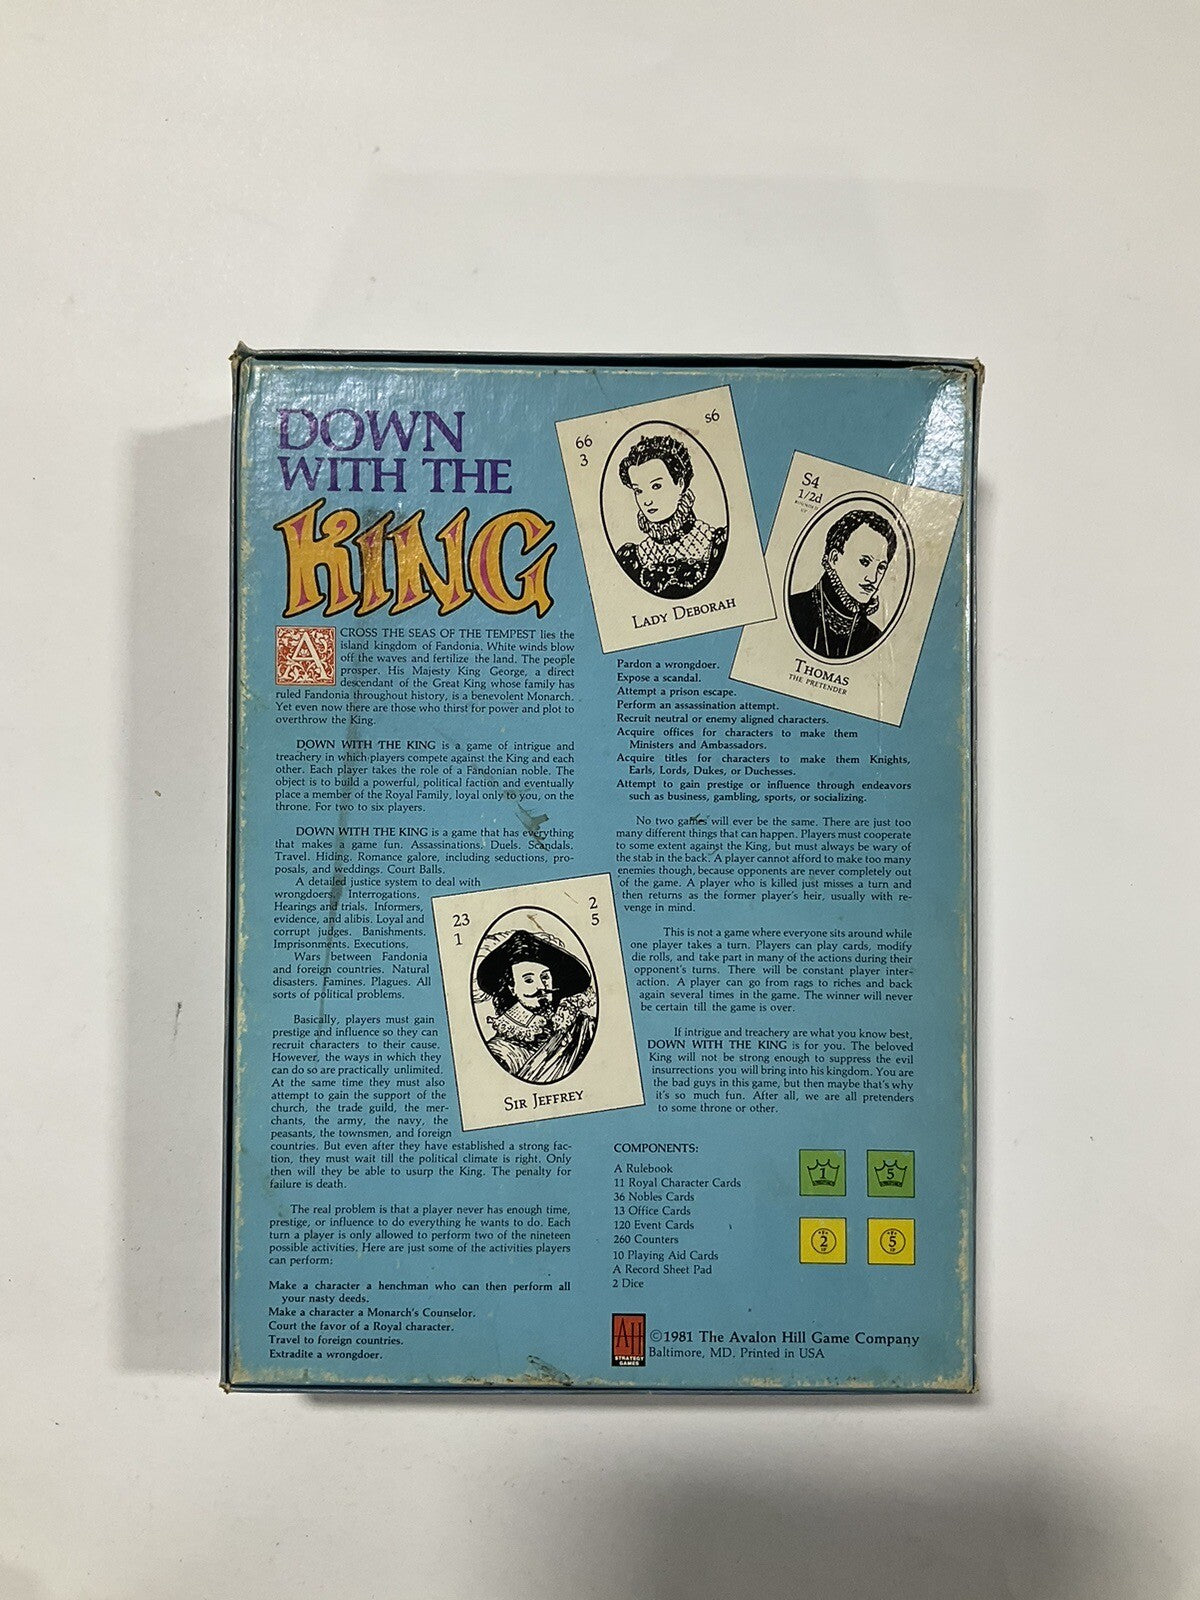 DOWN
WITH THE
KING
ACROSS THE SEAS OF THE TEMPEST lies the
island kingdom of Fandonia. White winds blow
off the waves and fertilize the land. The people
prosper. His Majesty King George, a direct
descendant of the Great King whose family has
ruled Fandonia throughout history, is a benevolent Monarch.
Yet even now there are those who thirst for power and plot to
overthrow the King.
DOWN WITH THE KING is a game of intrigue and
treachery in which players compete against the King and each
other. Each player takes the role of a Fandonian noble. The
object is to build a powerful, political faction and eventually
place a member of the Royal Family, loyal only to you, on the
throne. For two to six players.
DOWN WITH THE KING is a game that has everything
that makes a game fun. Assassinations. Duels. Scandals.
Travel. Hiding. Romance galore, including seductions, pro-
posals, and weddings. Court Balls.
A detailed justice system to deal with
wrongdoers. Interrogations.
Hearings and trials. Informers,
evidence, and alibis. Loyal and
corrupt judges. Banishments.
Imprisonments. Executions.
Wars between Fandonia
and foreign countries. Natural
disasters. Famines. Plagues. All
sorts of political problems.
Basically, players must gain
prestige and influence so they can
recruit characters to their cause.
However, the ways in which they
can do so are practically unlimited.
At the same time they must also
attempt to gain the support of the
church, the trade guild, the mer-
chants, the army, the navy, the
peasants, the townsmen, and foreign
countries. But even after they have established a strong fac-
tion, they must wait till the political climate is right. Only
then will they be able to usurp the King. The penalty for
failure is death.
The real problem is that a player never has enough time,
prestige, or influence to do everything he wants to do. Each
turn a player is only allowed to perform two of the nineteen
possible activities. Here are just some of the activities players
can perform:
Make a character a henchman who can then perform all
your nasty deeds.
Make a character a Monarch's Counselor.
Court the favor of a Royal character.
Travel to foreign countries.
Extradite a wrongdoer.
66
3
s6
LADY DEBORAH
S4
1/2d
ROUNDED
UP
THOMAS
THE PRETENDER
Pardon a wrongdoer.
Expose a scandal.
Attempt a prison escape.
Perform an assassination attempt.
Recruit neutral or enemy aligned characters.
Acquire offices for characters to make them
Ministers and Ambassadors.
Acquire titles for characters to make them Knights,
Earls, Lords, Dukes, or Duchesses.
Attempt to gain prestige or influence through endeavors
such as business, gambling, sports, or socializing.
No two games will ever be the same. There are just too
many different things that can happen. Players must cooperate
to some extent against the King, but must always be wary of
the stab in the back. A player cannot afford to make too many
enemies though, because opponents are never completely out
of the game. A player who is killed just misses a turn and
then returns as the former player's heir, usually with re-
venge in mind.
This is not a game where everyone sits around while
one player takes a turn. Players can play cards, modify
die rolls, and take part in many of the actions during their
opponent's turns. There will be constant player inter-
action. A player can go from rags to riches and back
again several times in the game. The winner will never
be certain till the game is over.
If intrigue and treachery are what you know best,
DOWN WITH THE KING is for you. The beloved
King will not be strong enough to suppress the evil
insurrections you will bring into his kingdom. You are
the bad guys in this game, but then maybe that's why
it's so much fun. After all, we are all pretenders
to some throne or other.
23
1
2
5
SIR JEFFREY
COMPONENTS:
A Rulebook
11 Royal Character Cards
36 Nobles Cards
13 Office Cards
120 Event Cards
260 Counters
10 Playing Aid Cards
A Record Sheet Pad
2 Dice
1
5
2
IP
5
IP
AH
STRATEGY
GAMES
©1981 The Avalon Hill Game Company
Baltimore, MD. Printed in USA